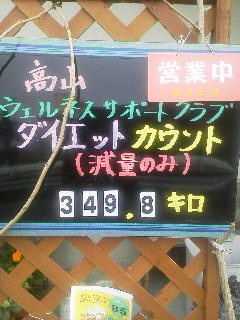 高山
営業中
OPEN
ウェルネスサポートクラブ
ダイエットカウント
(減量のみ)
349.8キロ